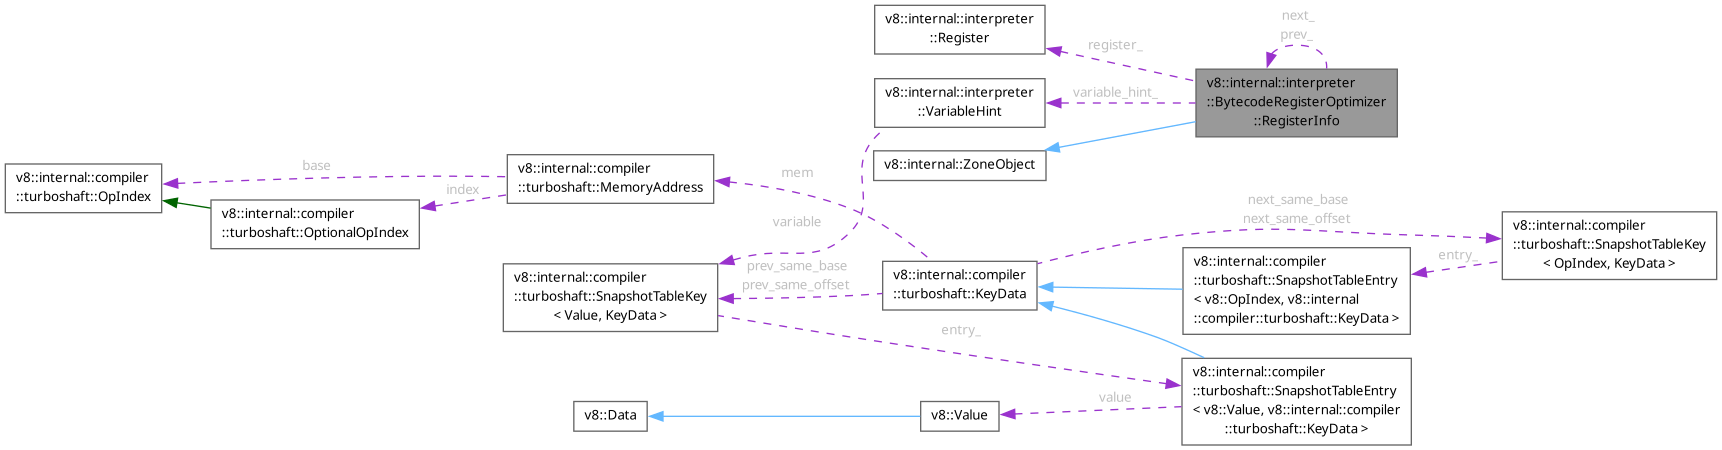 v8::internal::interpreter
::Register
next_
prev_
register_
v8::internal::interpreter
::BytecodeRegisterOptimizer
::RegisterInfo
v8::internal::interpreter
::VariableHint
variable_hint_
v8::internal::ZoneObject
v8::internal::compiler
::turboshaft::OpIndex
base
v8::internal::compiler
::turboshaft::MemoryAddress
index
v8::internal::compiler
::turboshaft::OptionalOpIndex
mem
variable
next_same_base
next_same_offset
v8::internal::compiler
::turboshaft::SnapshotTableKey
< OpIndex, KeyData >
entry_
v8::internal::compiler
::turboshaft::SnapshotTableKey
< Value, KeyData >
prev_same_base
prev_same_offset
v8::internal::compiler
::turboshaft::KeyData
v8::internal::compiler
::turboshaft::SnapshotTableEntry
< v8::OpIndex, v8::internal
::compiler::turboshaft::KeyData >
entry_
v8::internal::compiler
::turboshaft::SnapshotTableEntry
< v8::Value, v8::internal::compiler
::turboshaft::KeyData >
value
v8::Data
v8::Value